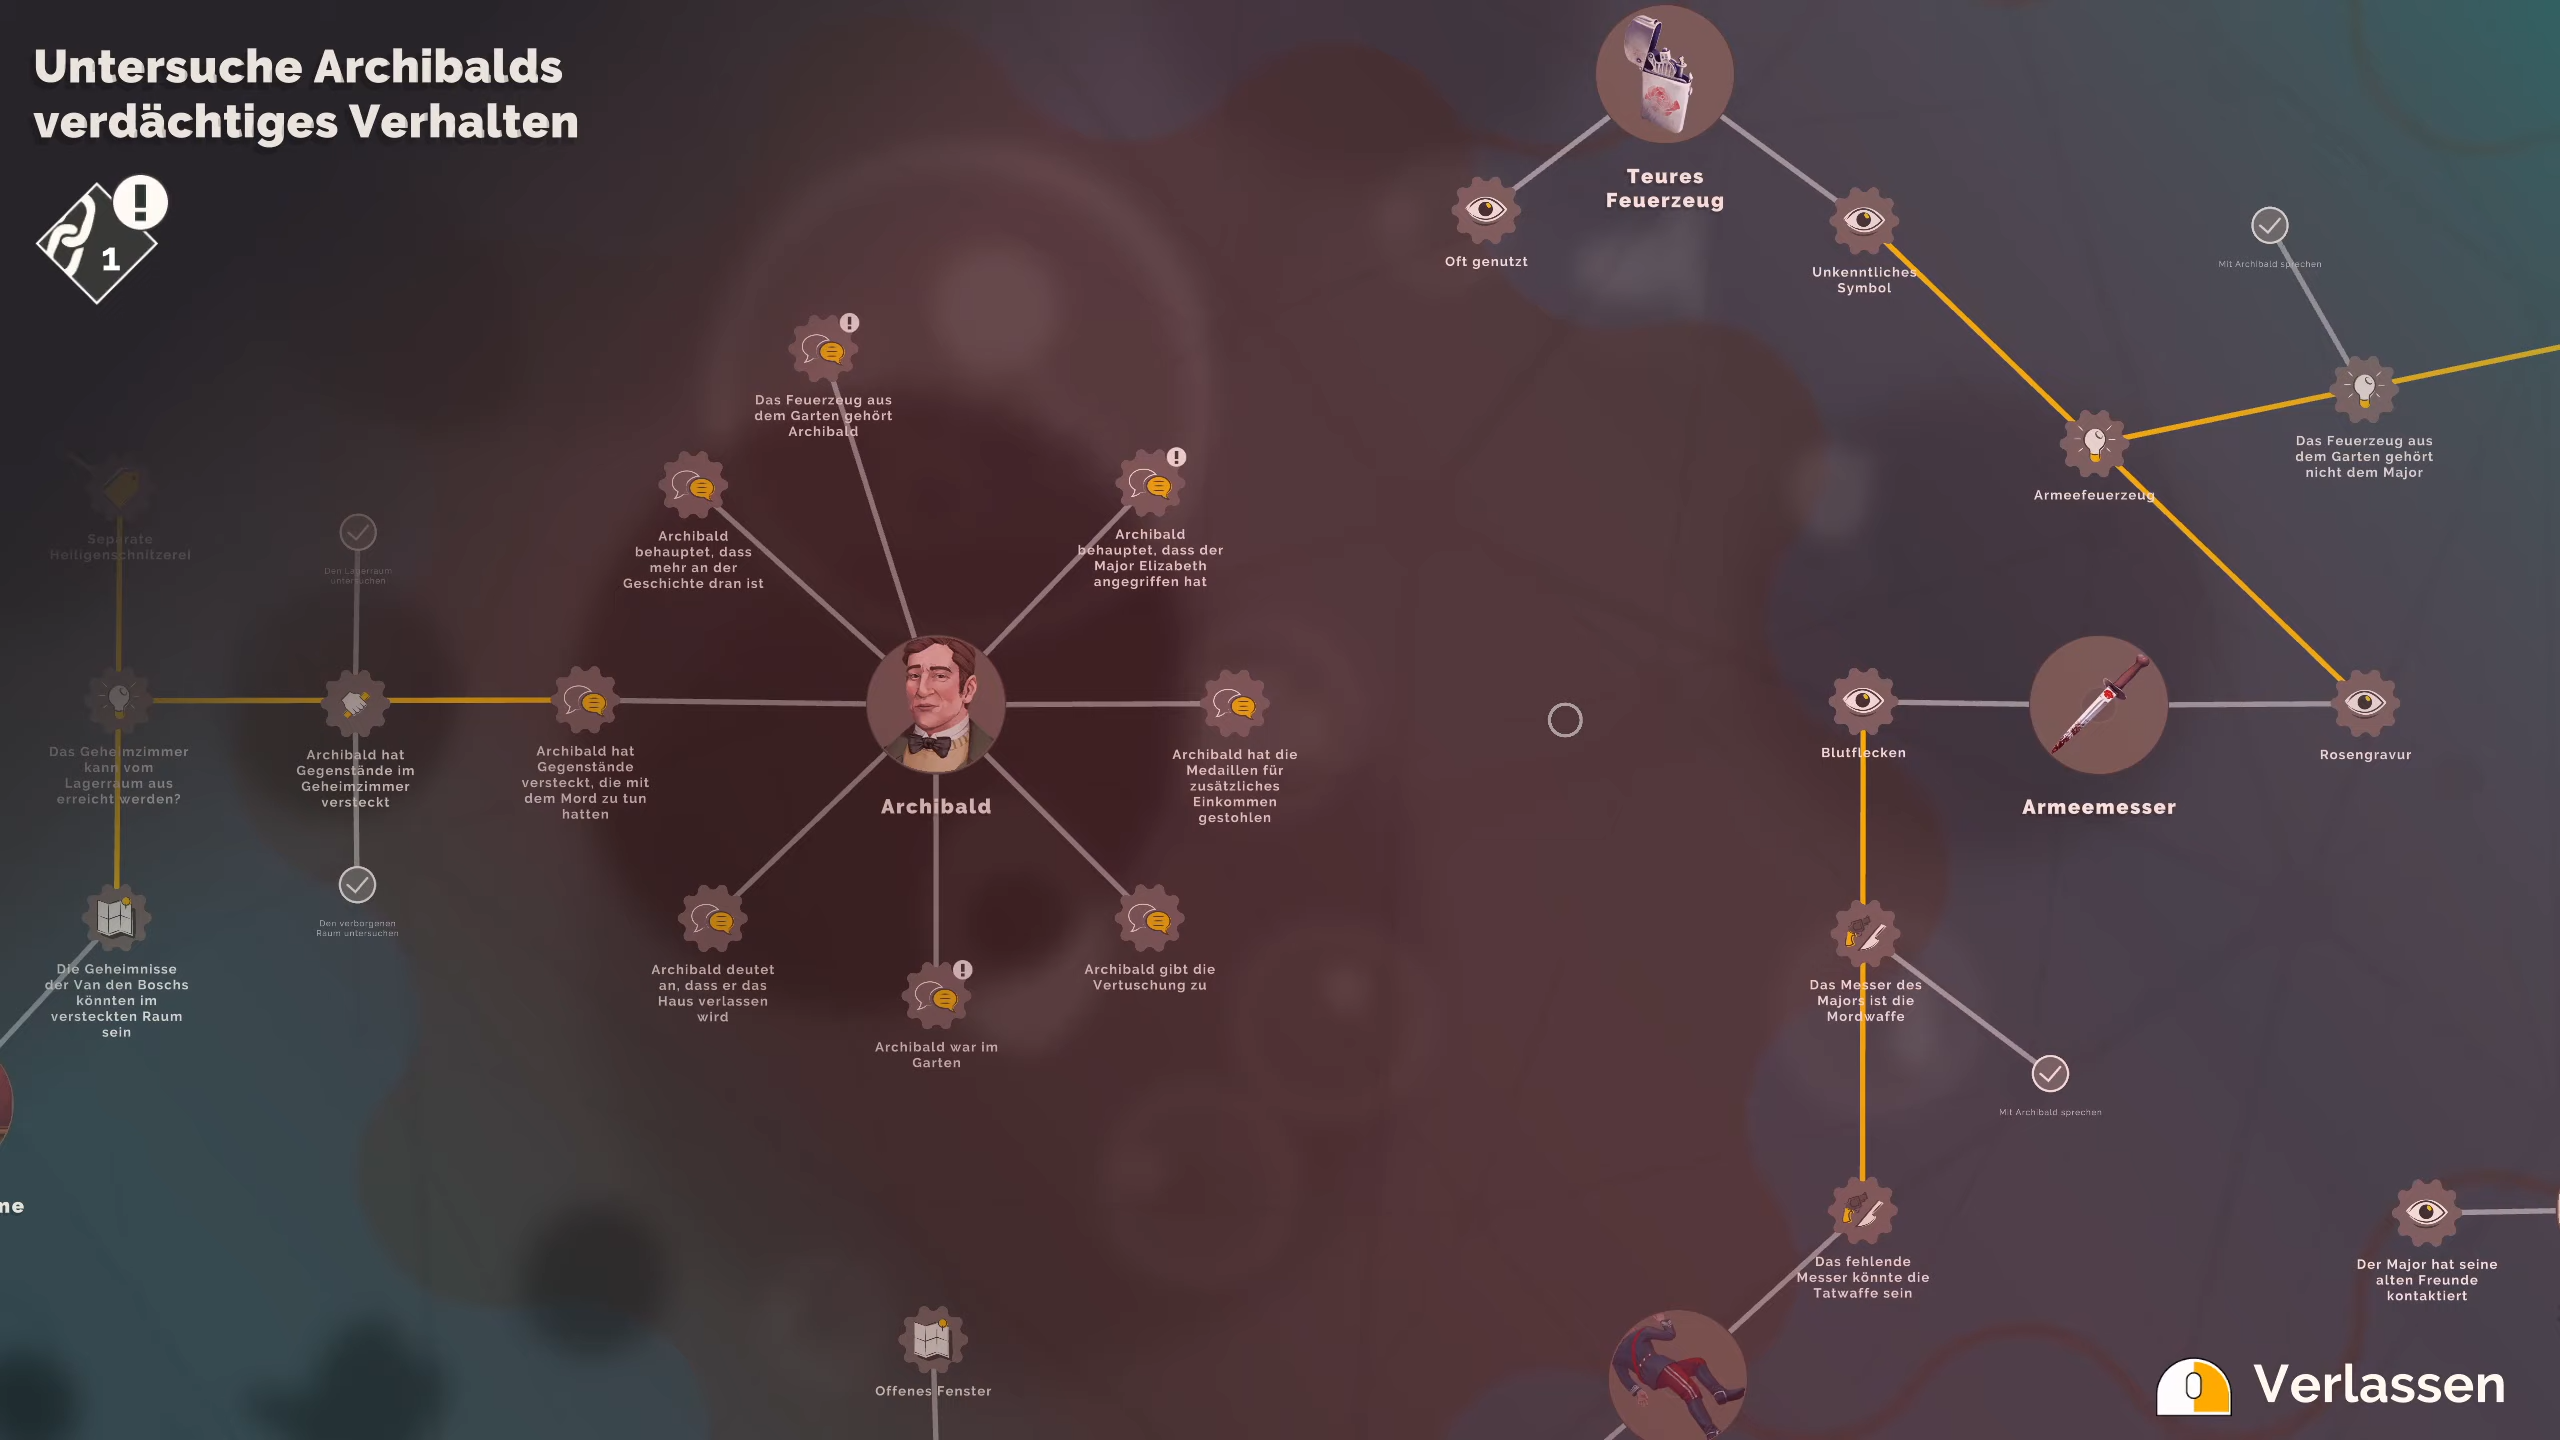 Untersuche Archibalds
verdächtiges Verhalten
1
Teures
Feuerzeug
Oft genutzt
Unkenntliches
Symbol
Mit Archibald sprechen
Das Feuerzeug aus
dem Garten gehört
Archibald
Das Feuerzeug aus
dem Garten gehört
nicht dem Major
Armeefeuerzeug
Archibald
behauptet, dass
mehr an der
Geschichte dran ist
Archibald
behauptet, dass der
Major Elizabeth
angegriffen hat
Separate
Heiligenschnitzerei
Den Lagerraum
untersuchen
Das Geheimzimmer
kann vom
Lagerraum aus
erreicht werden?
Archibald hat
Gegenstände im
Geheimzimmer
versteckt
Archibald hat
Gegenstände
versteckt, die mit
dem Mord zu tun
hatten
Archibald
Archibald hat die
Medaillen für
zusätzliches
Einkommen
gestohlen
Blutflecken
Armeemesser
Rosengravur
Den verborgenen
Raum untersuchen
Die Geheimnisse
der Van den Boschs
könnten im
versteckten Raum
sein
Archibald deutet
an, dass er das
Haus verlassen
wird
Archibald war im
Garten
Archibald gibt die
Vertuschung zu
Das Messer des
Majors ist die
Mordwaffe
Mit Archibald sprechen
ne
Das fehlende
Messer könnte die
Tatwaffe sein
Der Major hat seine
alten Freunde
kontaktiert
Offenes Fenster
Verlassen